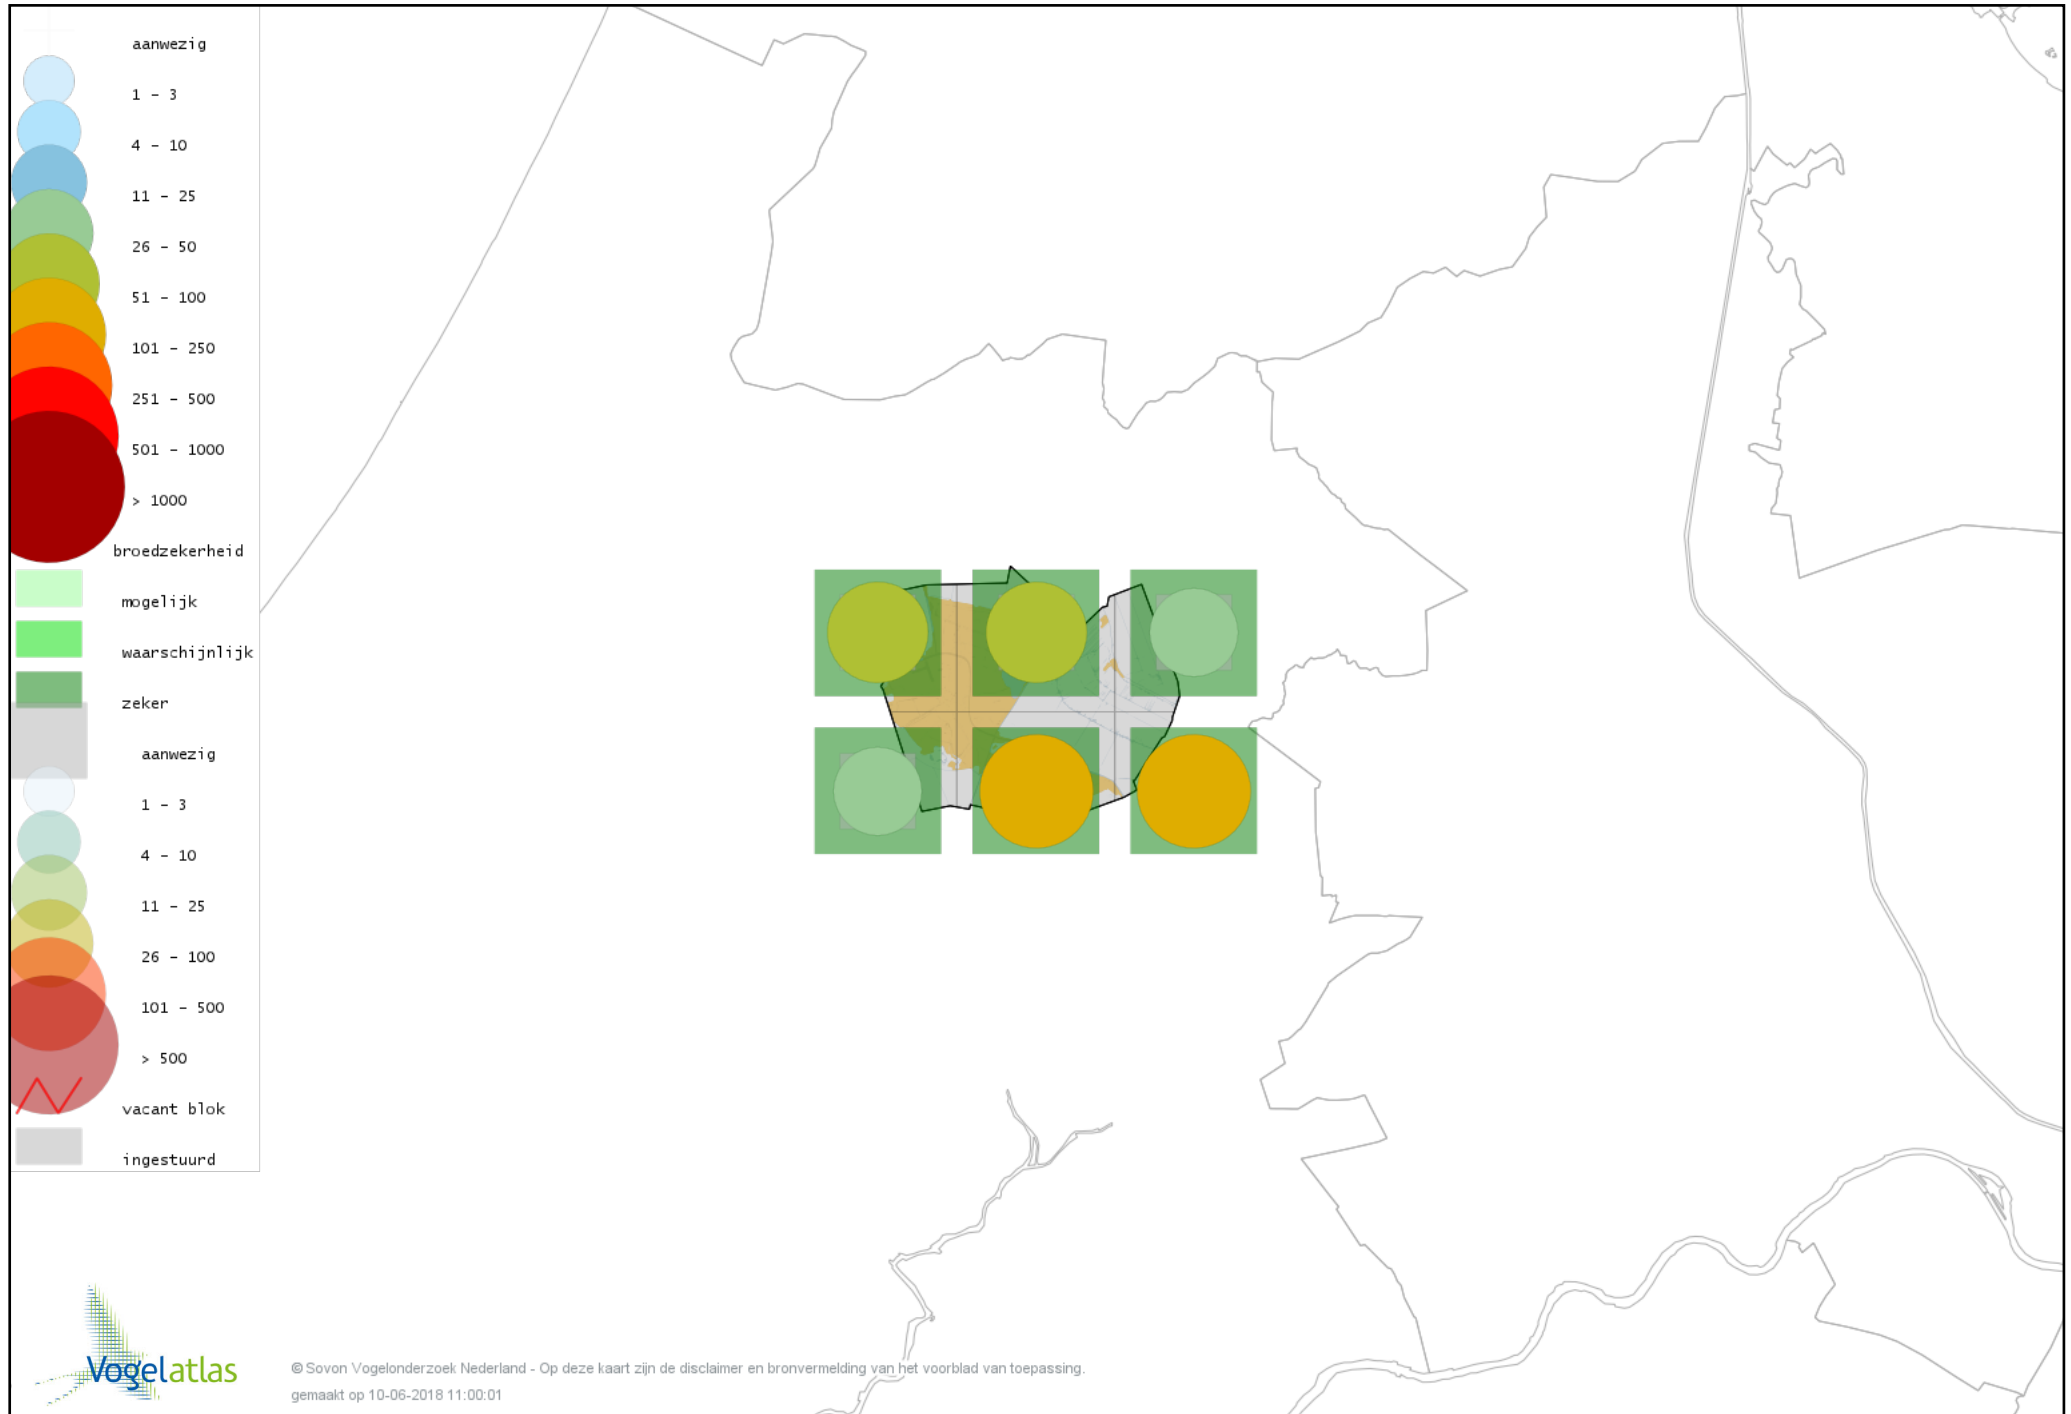 aanwezig
1 - 3
4 - 10
11 - 25
26 - 50
51 - 100
101 - 250
251 - 500
501 - 1000
> 1000
broedzekerheid
mogelijk
waarschijnlijk
zeker
aanwezig
1 - 3
4 - 10
11 - 25
26 - 100
101 - 500
> 500
vacant blok
ingestuurd
Vogelatlas
© Sovon Vogelonderzoek Nederland - Op deze kaart zijn de disclaimer en bronvermelding van het voorblad van toepassing.
gemaakt op 10-06-2018 11:00:01